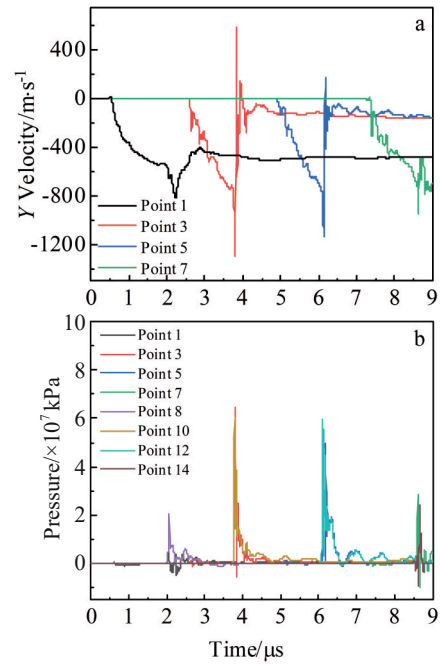 a
400
0
-400
-800
-1200
Y Velocity/m·s⁻¹
Point 1
Point 3
Point 5
Point 7
0 1 2 3 4 5 6 7 8 9
b
10
8
6
4
2
0
Pressure/×10⁷ kPa
Point 1
Point 3
Point 5
Point 7
Point 8
Point 10
Point 12
Point 14
0 1 2 3 4 5 6 7 8 9
Time/μs